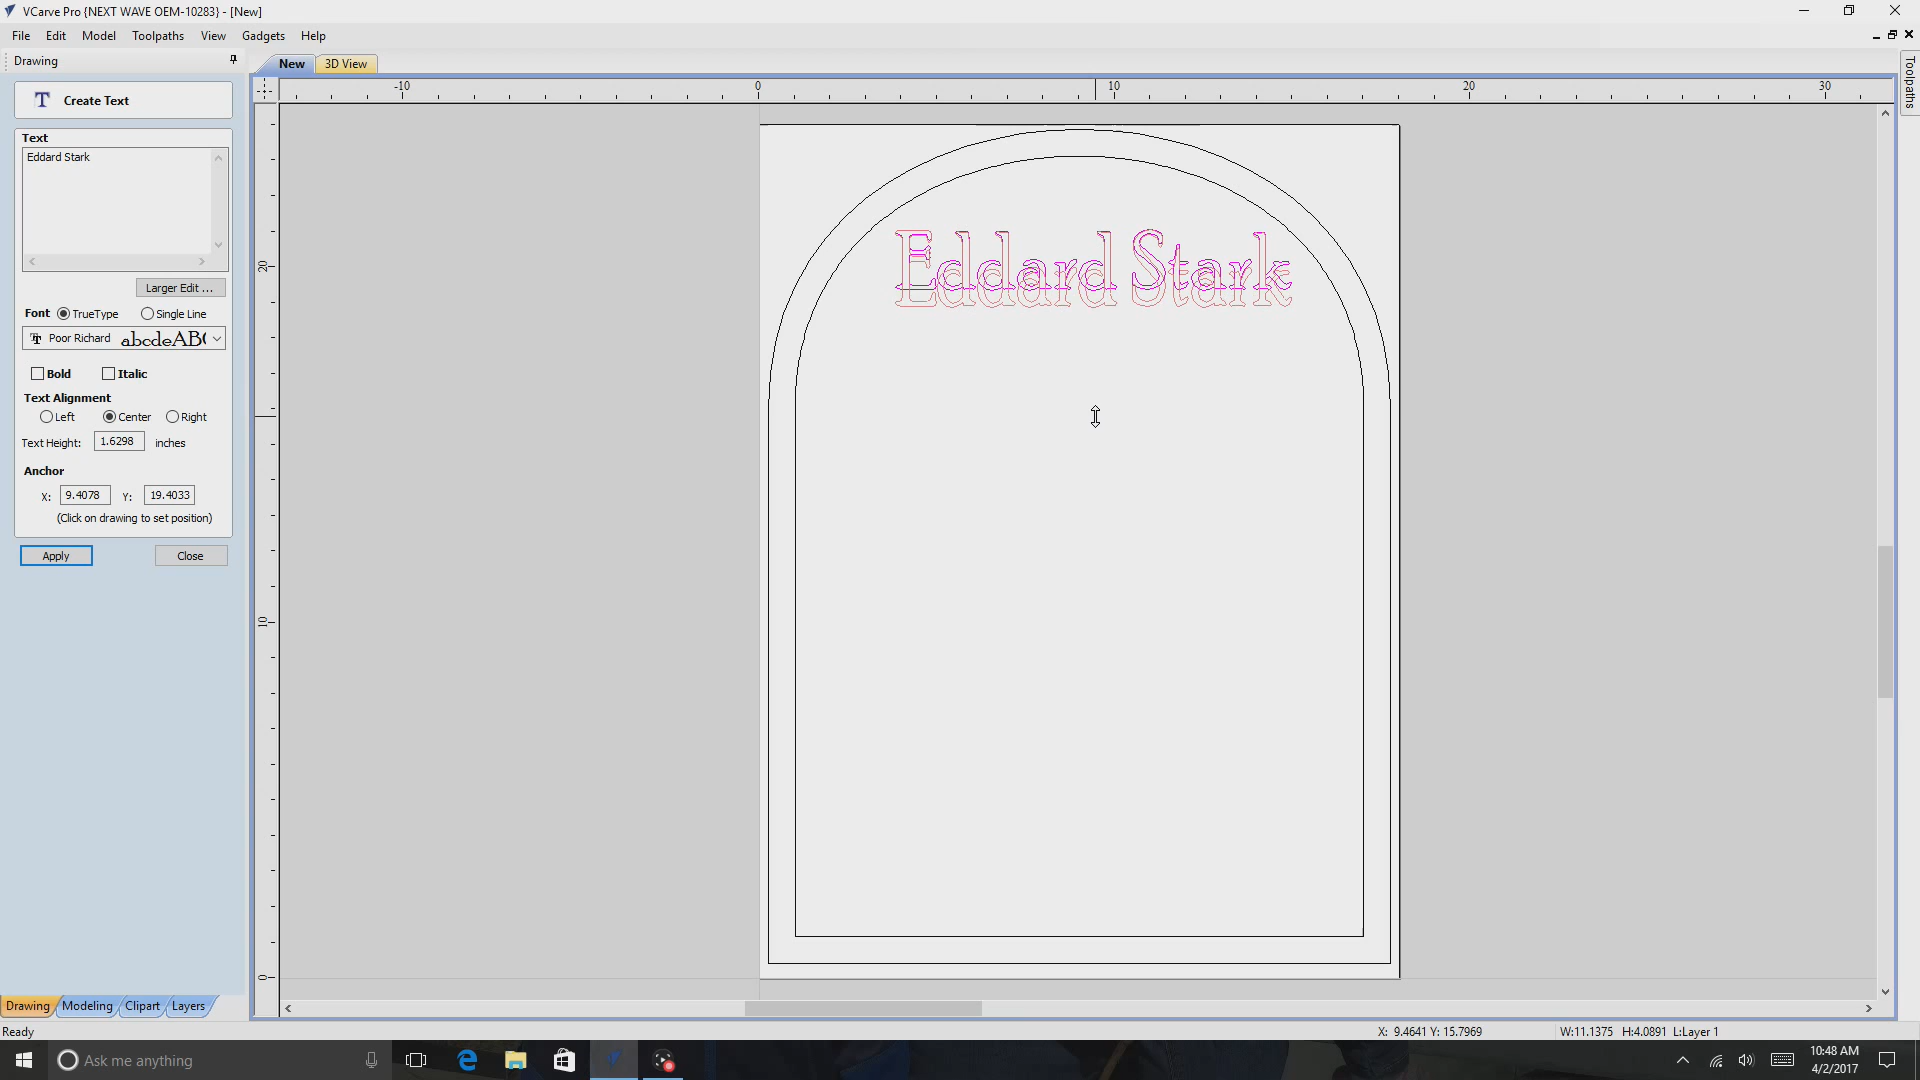 VCarve Pro {NEXT WAVE OEM-10283} - [New]
File Edit Model Toolpaths View Gadgets Help
Drawing
New 3D View
Toolpaths
Create Text
-10 0 10 20 30
Text
Eddard Stark
Larger Edit ...
Font TrueType Single Line
Poor Richard abcdeABC
Bold Italic
Text Alignment
Left Center Right
Text Height: 1.6298 inches
Anchor
X: 9.4078 Y: 19.4033
(Click on drawing to set position)
Apply Close
20
10
0
Eddard Stark
Eddard Stark
Drawing Modeling Clipart Layers
Ready
X: 9.4641 Y: 15.7969
W:11.1375 H:4.0891 L:Layer 1
Ask me anything
10:48 AM
4/2/2017